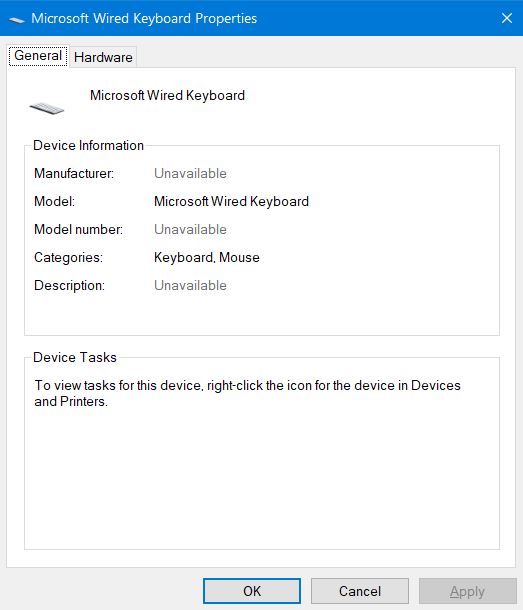 Microsoft Wired Keyboard Properties
General
Hardware
Microsoft Wired Keyboard
Device Information
Manufacturer: Unavailable
Model: Microsoft Wired Keyboard
Model number: Unavailable
Categories: Keyboard, Mouse
Description: Unavailable
Device Tasks
To view tasks for this device, right-click the icon for the device in Devices
and Printers.
OK
Cancel
Apply